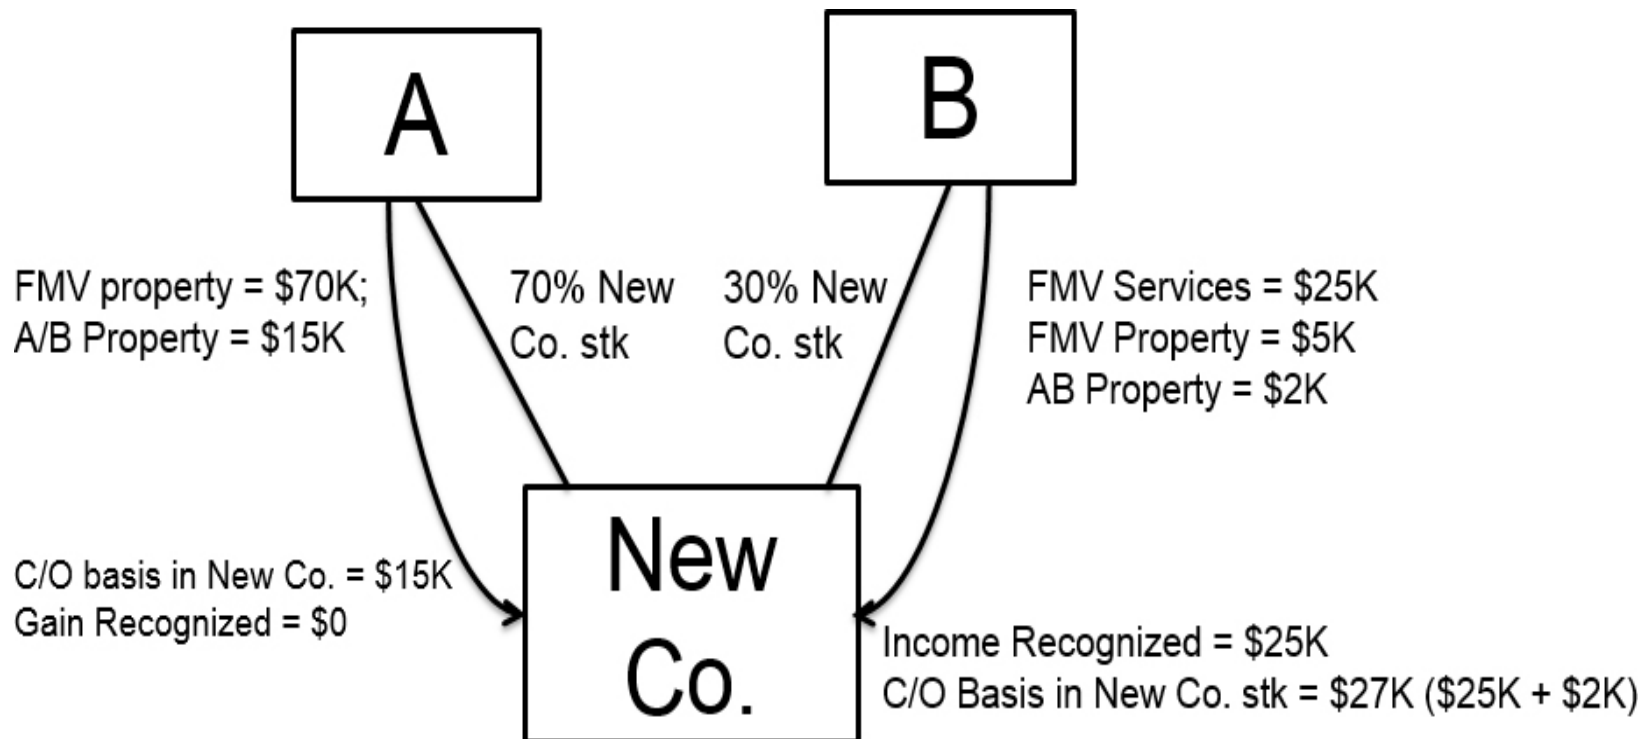 A
B
FMV property = $70K;
A/B Property = $15K
70% New
Co. stk
30% New
Co. stk
FMV Services = $25K
FMV Property = $5K
AB Property = $2K
C/O basis in New Co. = $15K
Gain Recognized = $0
New
Co.
Income Recognized = $25K
C/O Basis in New Co. stk = $27K ($25K + $2K)